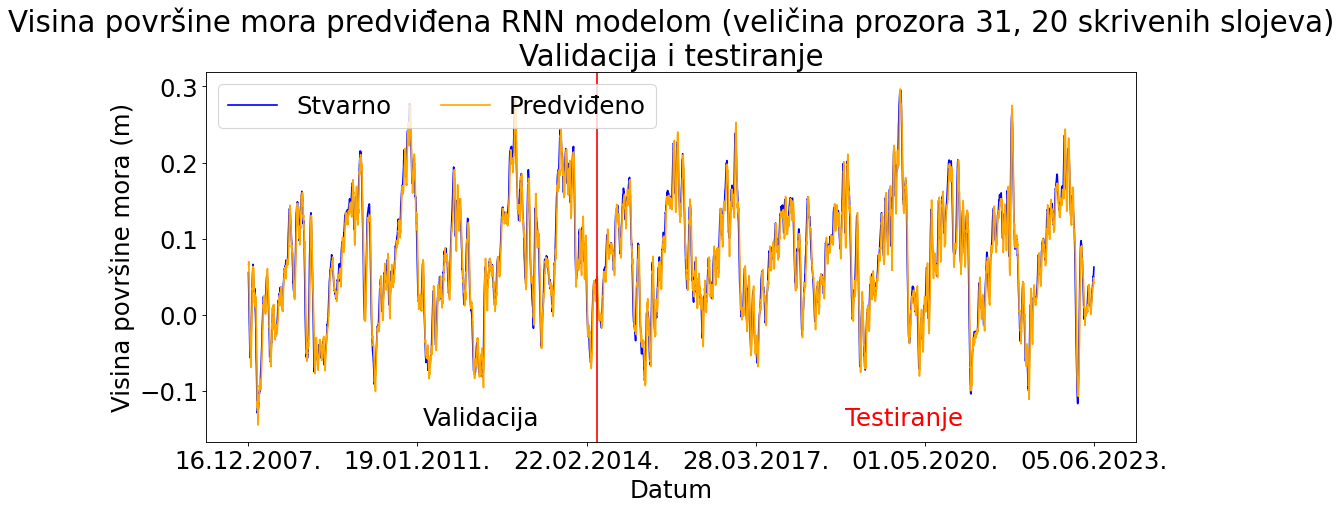 Visina površine mora predviđena RNN modelom (veličina prozora 31, 20 skrivenih slojeva)
Validacija i testiranje
Stvarno
Predviđeno
Visina površine mora (m)
0.3
0.2
0.1
0.0
−0.1
Validacija
Testiranje
16.12.2007.
19.01.2011.
22.02.2014.
28.03.2017.
01.05.2020.
05.06.2023.
Datum